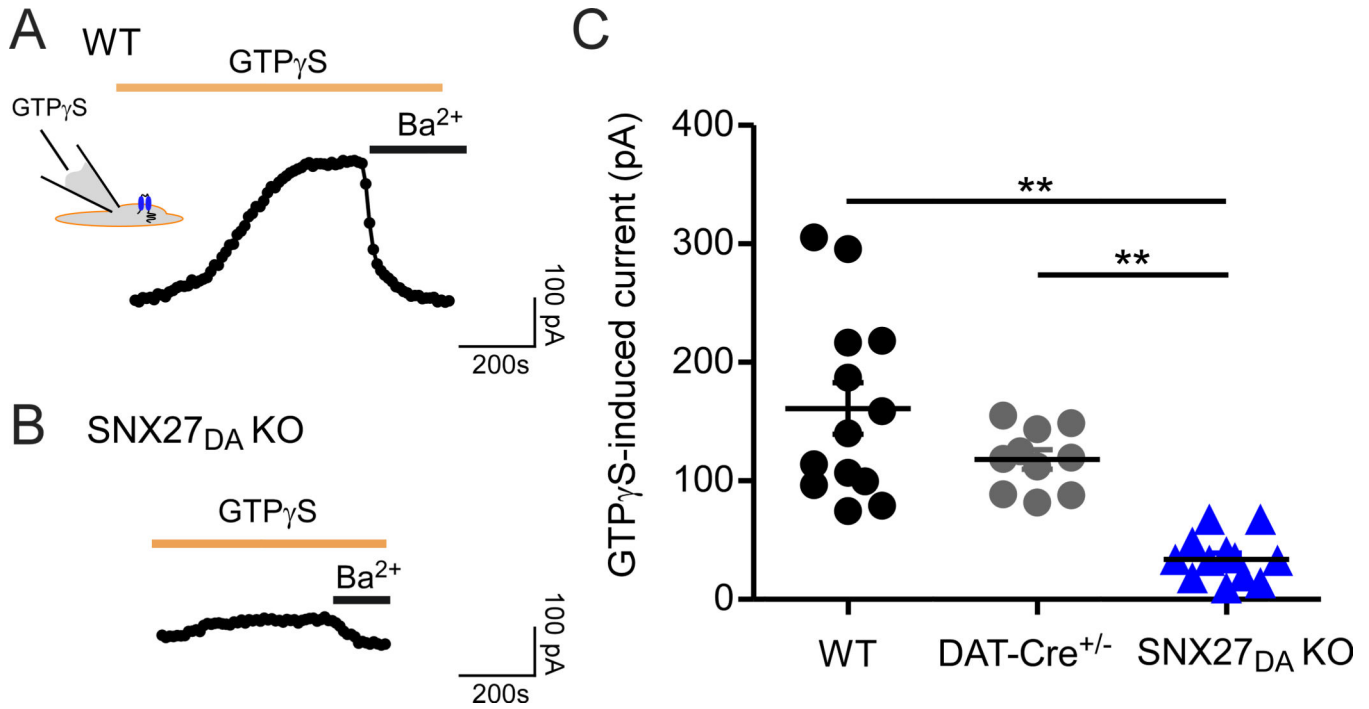 A
WT
GTPγS
GTPγS
Ba²⁺
100 pA
200s
B
SNX27DA KO
GTPγS
Ba²⁺
100 pA
200s
C
GTPγS-induced current (pA)
400
300
200
100
0
**
**
WT
DAT-Cre⁺/⁻
SNX27DA KO